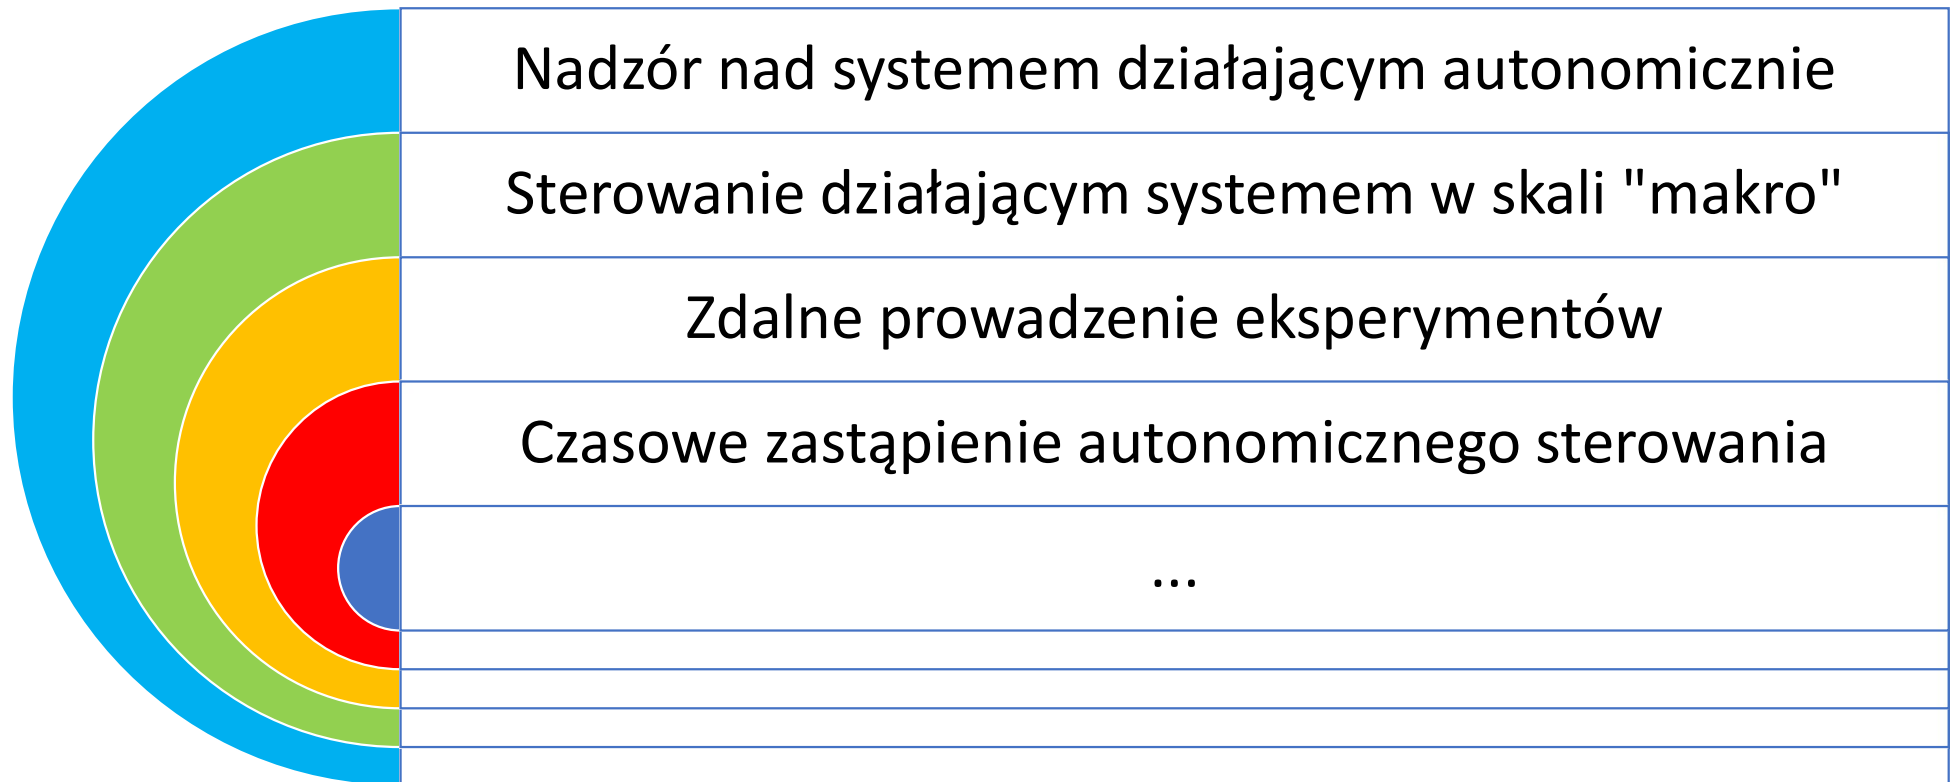 Nadzór nad systemem działającym autonomicznie
Sterowanie działającym systemem w skali "makro"
Zdalne prowadzenie eksperymentów
Czasowe zastąpienie autonomicznego sterowania
...